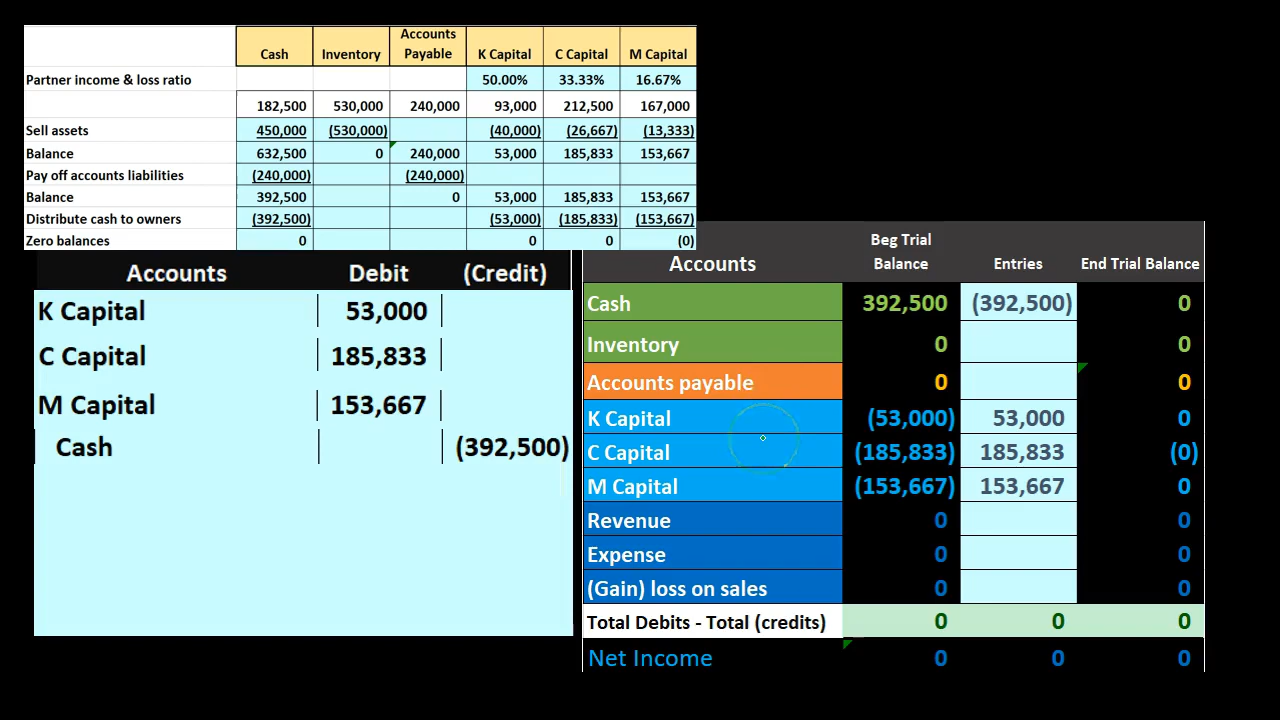 Cash Inventory Accounts Payable K Capital C Capital M Capital
Partner income & loss ratio 50.00% 33.33% 16.67%
182,500 530,000 240,000 93,000 212,500 167,000
Sell assets 450,000 (530,000) (40,000) (26,667) (13,333)
Balance 632,500 0 240,000 53,000 185,833 153,667
Pay off accounts liabilities (240,000) (240,000)
Balance 392,500 0 53,000 185,833 153,667
Distribute cash to owners (392,500) (53,000) (185,833) (153,667)
Zero balances 0 0 0 (0)
Accounts Debit (Credit)
K Capital 53,000
C Capital 185,833
M Capital 153,667
Cash (392,500)
Accounts Beg Trial Balance Entries End Trial Balance
Cash 392,500 (392,500) 0
Inventory 0 0
Accounts payable 0 0
K Capital (53,000) 53,000 0
C Capital (185,833) 185,833 (0)
M Capital (153,667) 153,667 0
Revenue 0 0
Expense 0 0
(Gain) loss on sales 0 0
Total Debits - Total (credits) 0 0 0
Net Income 0 0 0